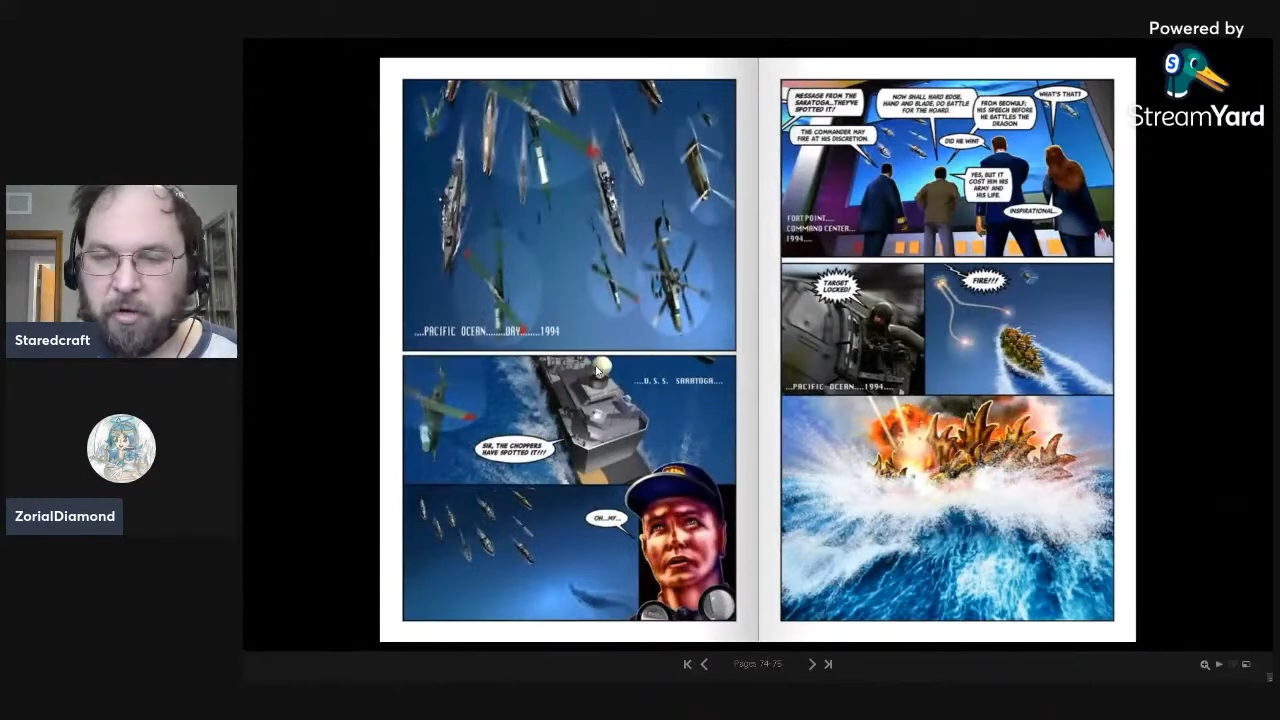 Powered by
S
StreamYard
Staredcraft
ZorialDiamond
....PACIFIC OCEAN........DAY........1994
....U.S.S. SARATOGA....
SIR, THE CHOPPERS
HAVE SPOTTED IT!!!
OH...MY...
MESSAGE FROM THE
SARATOGA...THEY'VE
SPOTTED IT!
THE COMMANDER MAY
FIRE AT HIS DISCRETION.
NOW SHALL HARD EDGE,
HAND AND BLADE, DO BATTLE
FOR THE HOARD.
FROM BEOWULF;
HIS SPEECH BEFORE
HE BATTLES THE
DRAGON
WHAT'S THAT?
DID HE WIN?
YES, BUT IT
COST HIM HIS
ARMY AND
HIS LIFE.
INSPIRATIONAL...
FORT POINT....
COMMAND CENTER...
1994....
TARGET
LOCKED!
...PACIFIC OCEAN....1994....
FIRE!!!
Pages 74-75